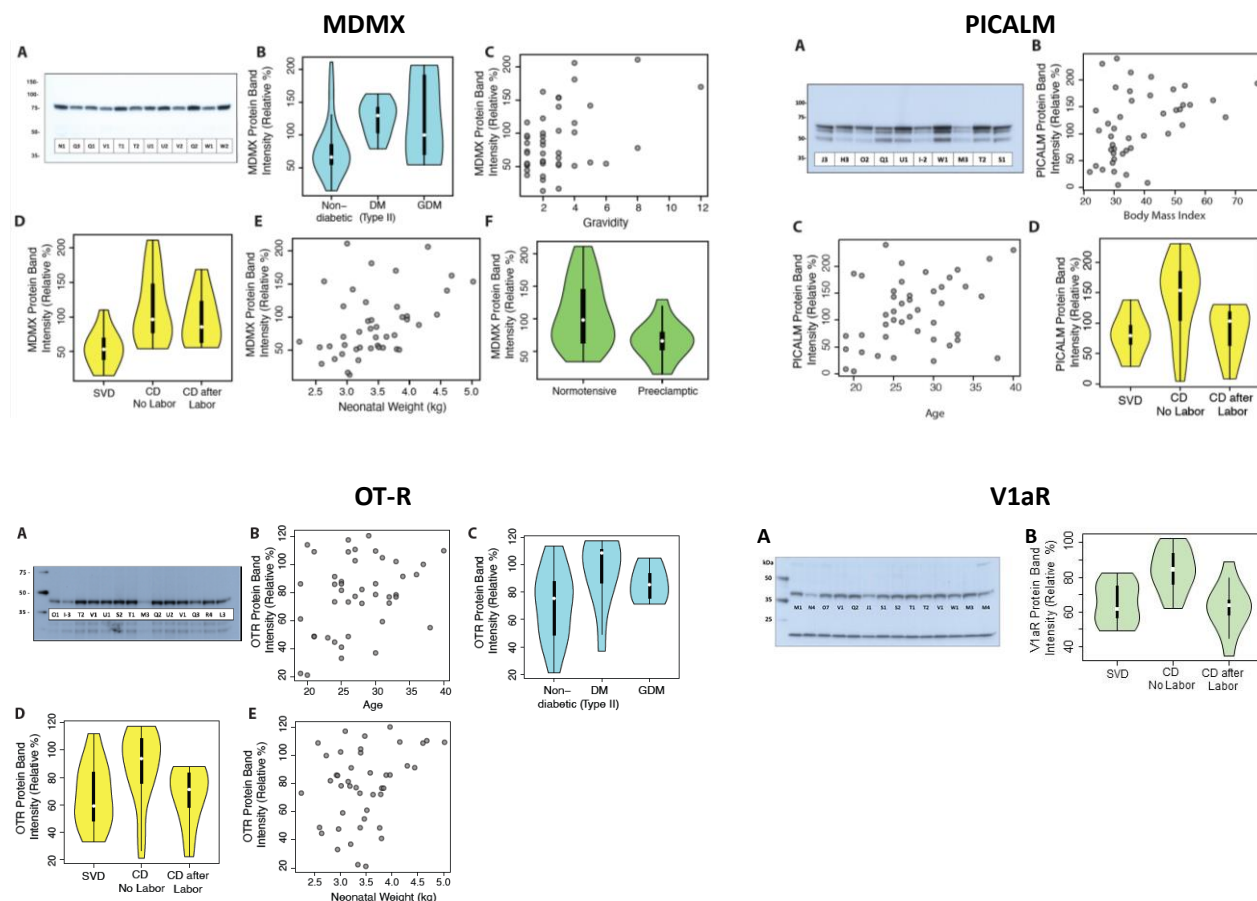 MDMX
A
150-
100-
75-
50-
35-
N1 Q3 Q1 V1 T1 T2 U1 U2 V2 Q2 W1 W2
B
MDMX Protein Band
Intensity (Relative %)
200
150
100
50
Non–
diabetic
DM
(Type II)
GDM
C
MDMX Protein Band
Intensity (Relative %)
200
150
100
50
2 4 6 8 10 12
Gravidity
D
MDMX Protein Band
Intensity (Relative %)
200
150
100
50
SVD
CD
No Labor
CD after
Labor
E
MDMX Protein Band
Intensity (Relative %)
200
150
100
50
2.5 3.0 3.5 4.0 4.5 5.0
Neonatal Weight (kg)
F
MDMX Protein Band
Intensity (Relative %)
200
150
100
50
Normotensive Preeclamptic
PICALM
A
100-
75-
50-
35-
J3 H3 O2 Q1 U1 I-2 W1 M3 T2 S1
B
PICALM Protein Band
Intensity (Relative %)
200
150
100
50
0
20 30 40 50 60 70
Body Mass Index
C
PICALM Protein Band
Intensity (Relative %)
200
150
100
50
0
20 25 30 35 40
Age
D
PICALM Protein Band
Intensity (Relative %)
200
150
100
50
0
SVD
CD
No Labor
CD after
Labor
OT-R
A
75-
50-
35-
O1 I-3 T2 V1 U1 S2 T1 M3 Q2 U2 V1 Q3 R4 L3
B
OTR Protein Band
Intensity (Relative %)
120
100
80
60
40
20
20 25 30 35 40
Age
C
OTR Protein Band
Intensity (Relative %)
120
100
80
60
40
20
Non–
diabetic
DM
(Type II)
GDM
D
OTR Protein Band
Intensity (Relative %)
120
100
80
60
40
20
SVD
CD
No Labor
CD after
Labor
E
OTR Protein Band
Intensity (Relative %)
120
100
80
60
40
20
2.5 3.0 3.5 4.0 4.5 5.0
Neonatal Weight (kg)
V1aR
A
kDa
50
35
25
M1 N4 O7 V1 Q2 J1 S1 S2 T1 T2 V1 W1 M3 M4
B
V1aR Protein Band
Intensity (Relative %)
100
80
60
40
SVD
CD
No Labor
CD after
Labor